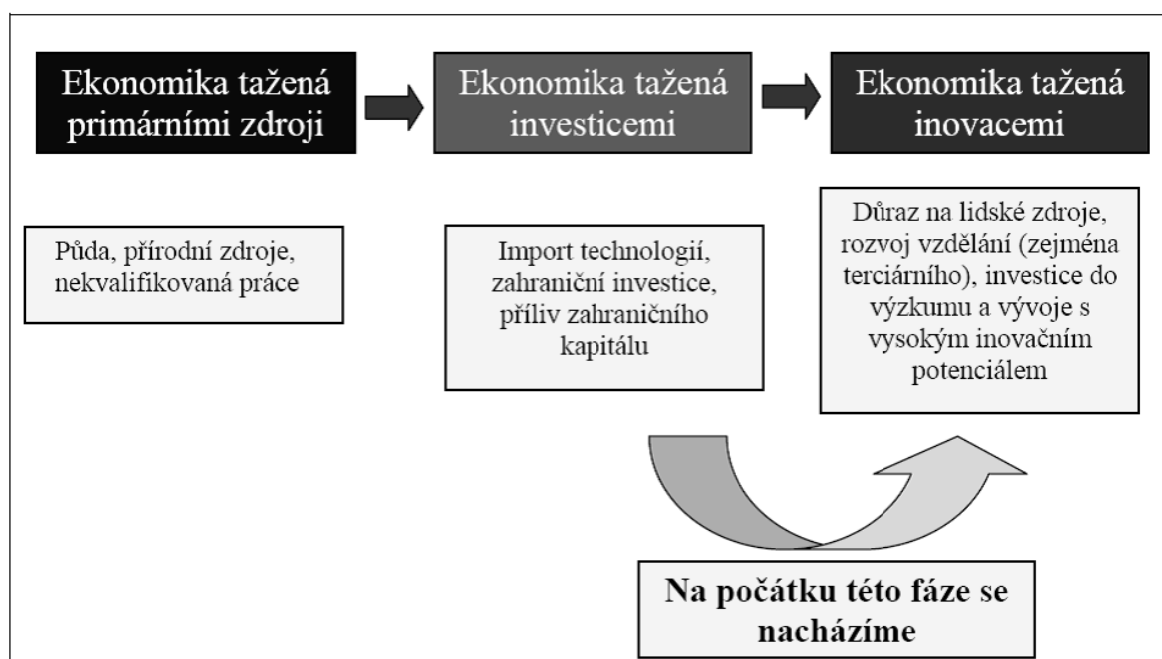 Ekonomika tažená
primárními zdroji
Ekonomika tažená
investicemi
Ekonomika tažená
inovacemi
Půda, přírodní zdroje,
nekvalifikovaná práce
Import technologií,
zahraniční investice,
příliv zahraničního
kapitálu
Důraz na lidské zdroje,
rozvoj vzdělání (zejména
terciárního), investice do
výzkumu a vývoje s
vysokým inovačním
potenciálem
Na počátku této fáze se
nacházíme